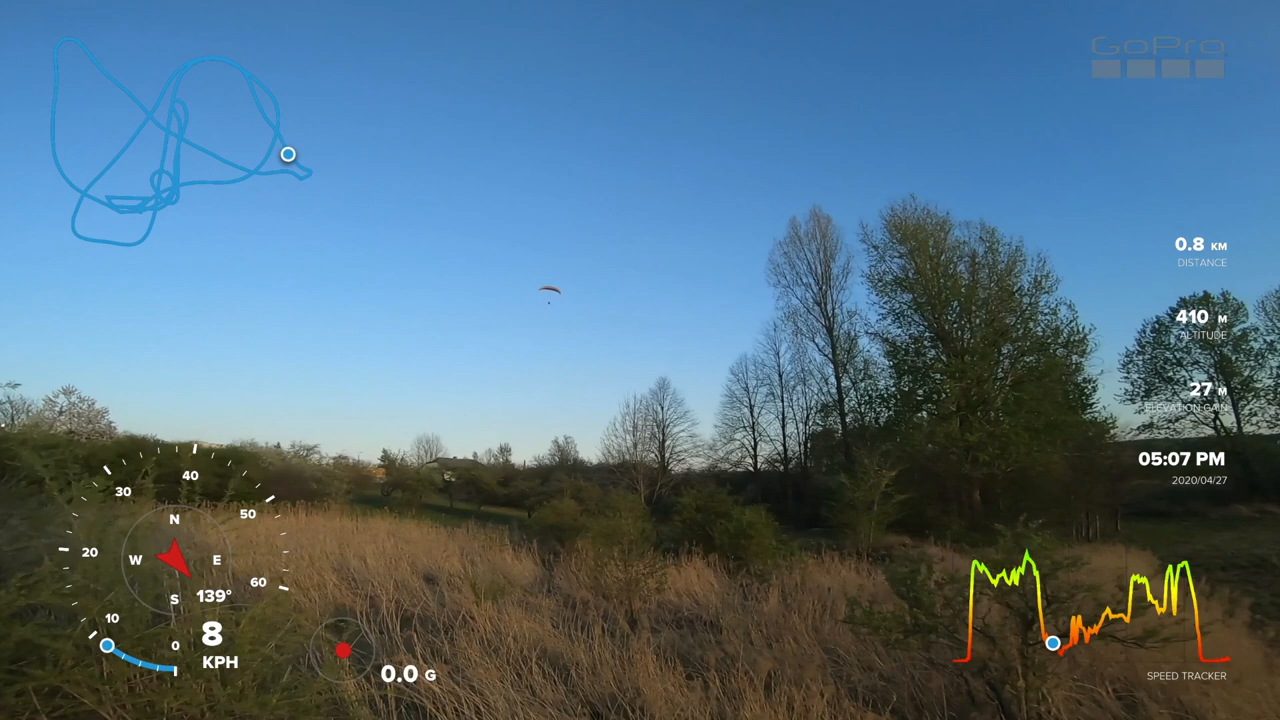 GoPro
0.8 KM
DISTANCE
410 M
ALTITUDE
27 M
ELEVATION GAIN
05:07 PM
2020/04/27
40
30
50
N
20
W
E
60
S
139°
10
0
8
KPH
0.0 G
SPEED TRACKER